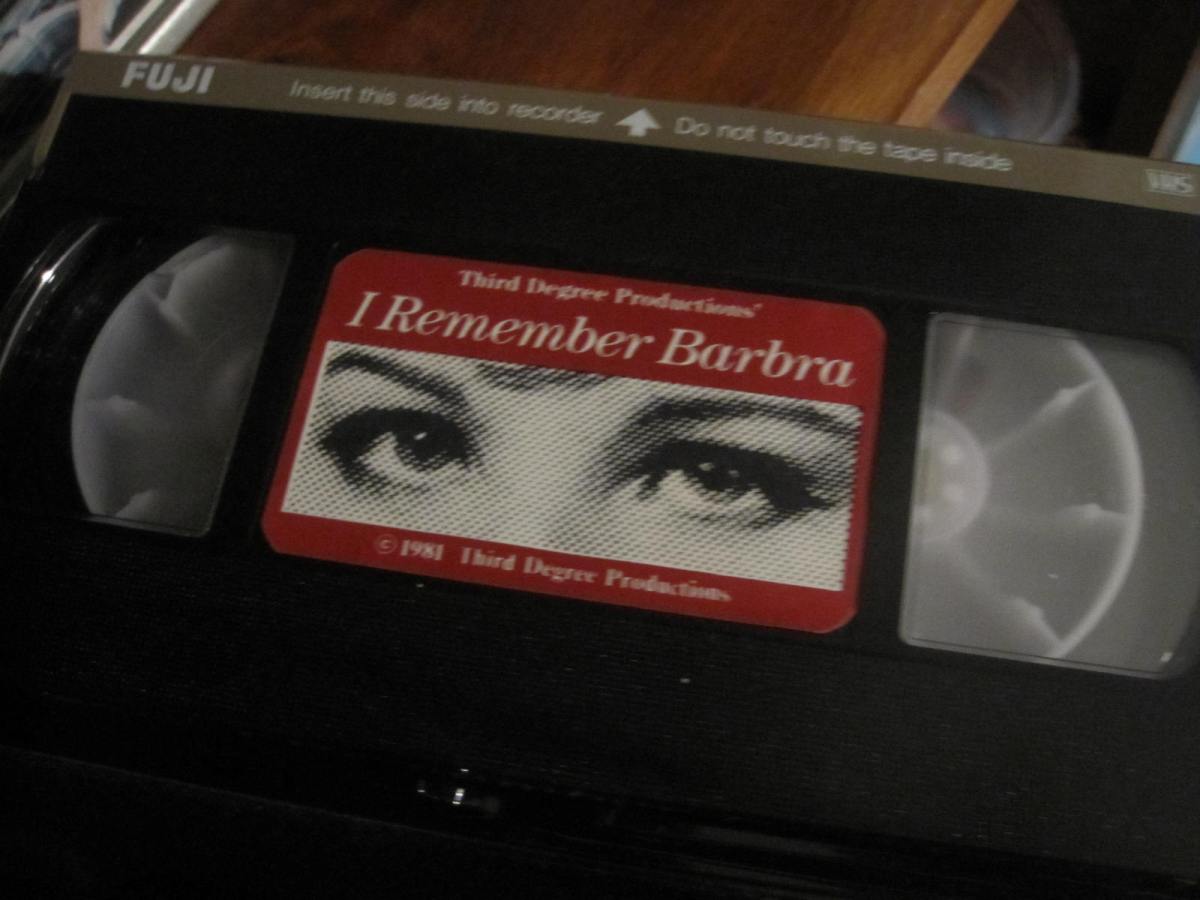 FUJI
Insert this side into recorder Do not touch the tape inside
VHS
Third Degree Productions'
I Remember Barbra
© 1981 Third Degree Productions